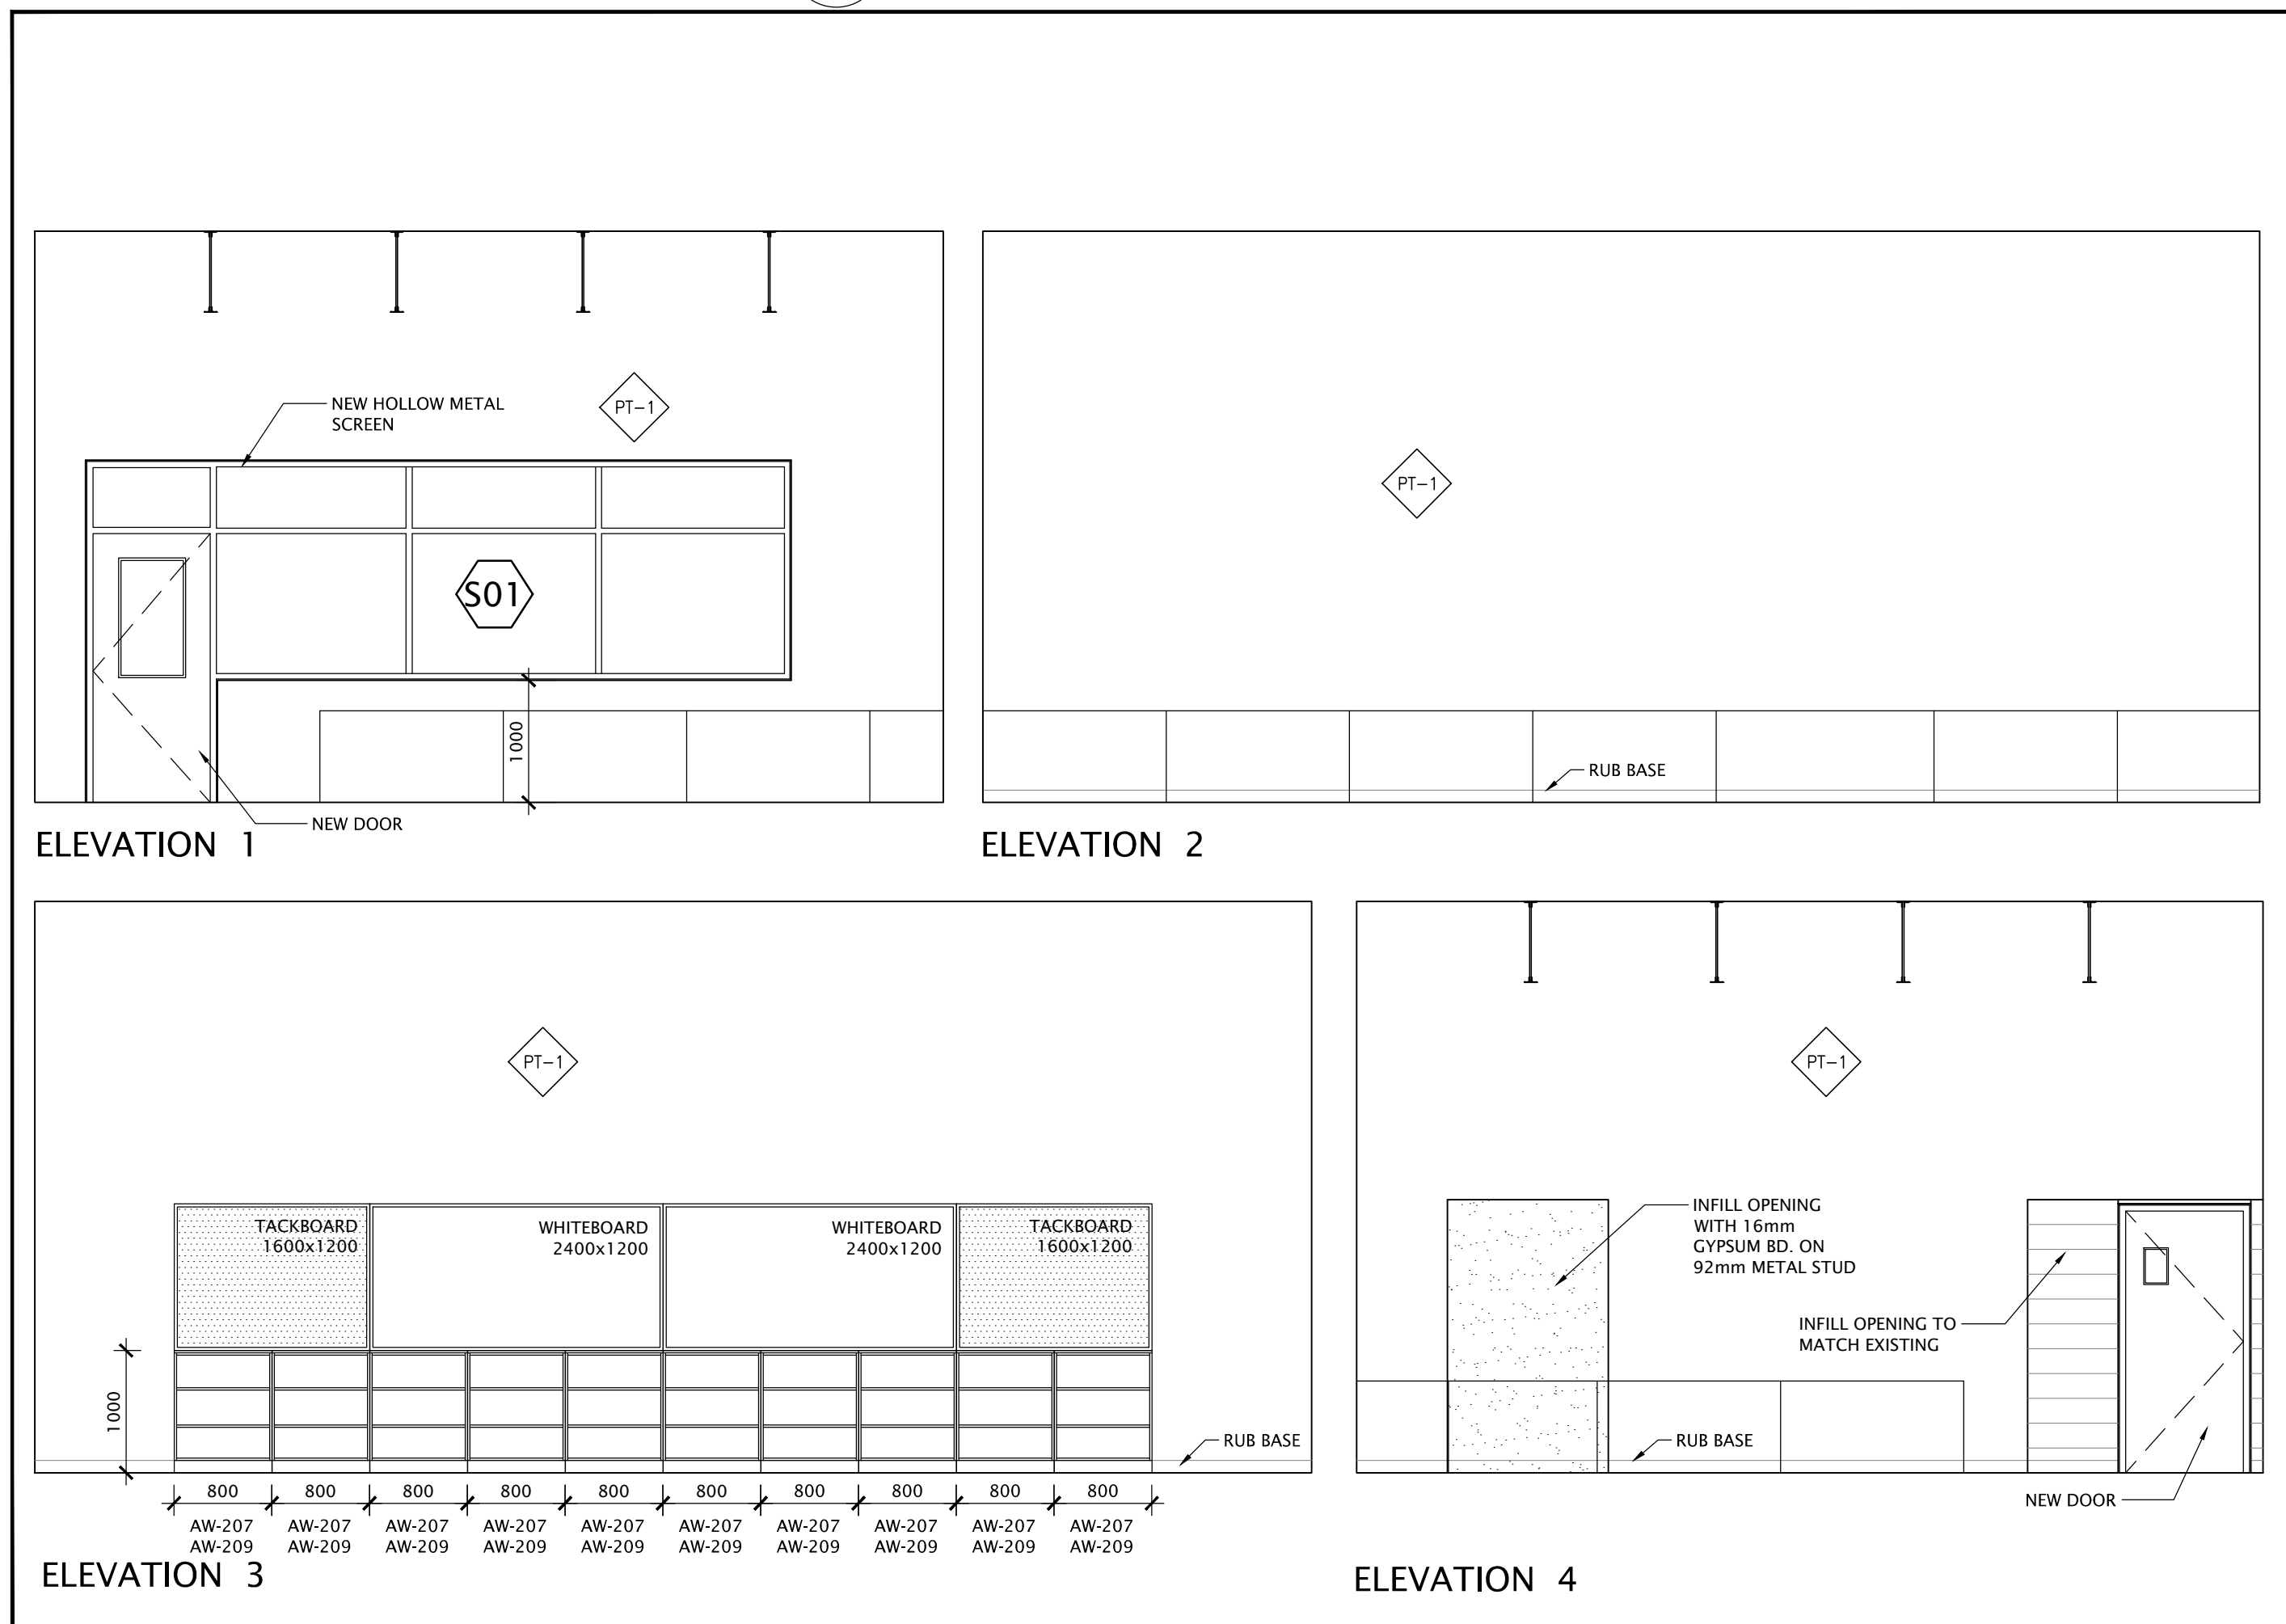 NEW HOLLOW METAL
SCREEN
PT-1
S01
1000
NEW DOOR
ELEVATION 1
PT-1
RUB BASE
ELEVATION 2
PT-1
TACKBOARD
1600x1200
WHITEBOARD
2400x1200
WHITEBOARD
2400x1200
TACKBOARD
1600x1200
1000
RUB BASE
800 800 800 800 800 800 800 800 800 800
AW-207 AW-207 AW-207 AW-207 AW-207 AW-207 AW-207 AW-207 AW-207 AW-207
AW-209 AW-209 AW-209 AW-209 AW-209 AW-209 AW-209 AW-209 AW-209 AW-209
ELEVATION 3
PT-1
INFILL OPENING
WITH 16mm
GYPSUM BD. ON
92mm METAL STUD
INFILL OPENING TO
MATCH EXISTING
RUB BASE
NEW DOOR
ELEVATION 4